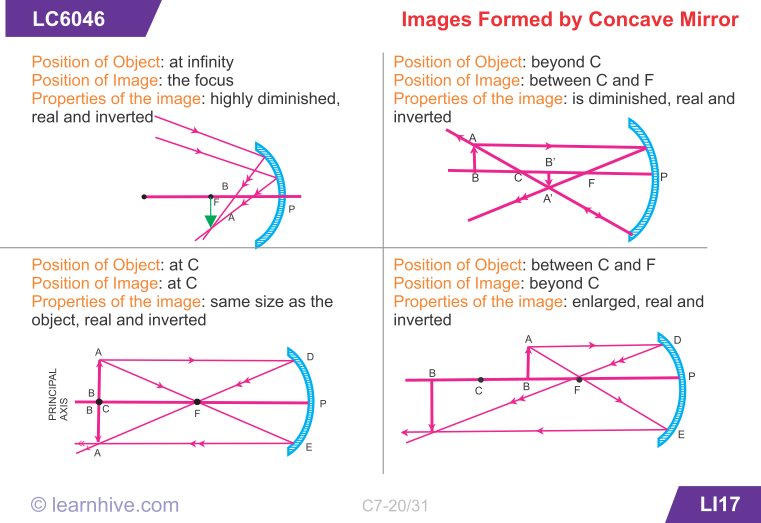 LC6046
Images Formed by Concave Mirror
Position of Object: at infinity
Position of Image: the focus
Properties of the image: highly diminished,
real and inverted
B
F
A
P
Position of Object: beyond C
Position of Image: between C and F
Properties of the image: is diminished, real and
inverted
A
B'
B
C
F
P
A'
Position of Object: at C
Position of Image: at C
Properties of the image: same size as the
object, real and inverted
A
D
PRINCIPAL
AXIS
B
B
C
F
P
A
E
Position of Object: between C and F
Position of Image: beyond C
Properties of the image: enlarged, real and
inverted
A
D
B
C
B
F
P
E
© learnhive.com
C7-20/31
LI17